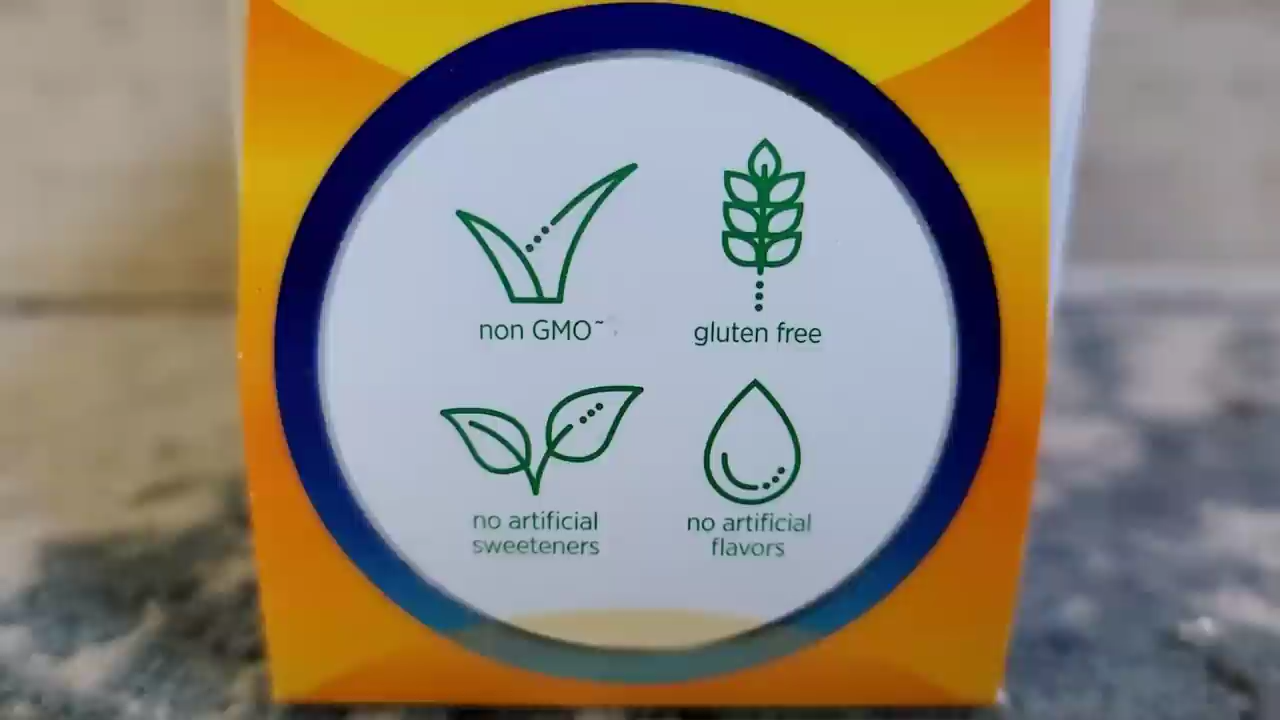 non GMO~
gluten free
no artificial
sweeteners
no artificial
flavors